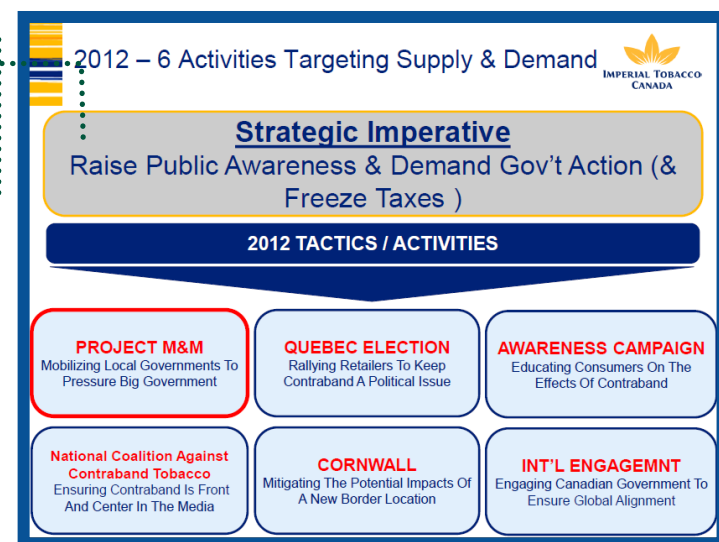 2012 – 6 Activities Targeting Supply & Demand
IMPERIAL TOBACCO
CANADA
Strategic Imperative
Raise Public Awareness & Demand Gov't Action (&
Freeze Taxes )
2012 TACTICS / ACTIVITIES
PROJECT M&M
Mobilizing Local Governments To
Pressure Big Government
QUEBEC ELECTION
Rallying Retailers To Keep
Contraband A Political Issue
AWARENESS CAMPAIGN
Educating Consumers On The
Effects Of Contraband
National Coalition Against
Contraband Tobacco
Ensuring Contraband Is Front
And Center In The Media
CORNWALL
Mitigating The Potential Impacts Of
A New Border Location
INT'L ENGAGEMNT
Engaging Canadian Government To
Ensure Global Alignment